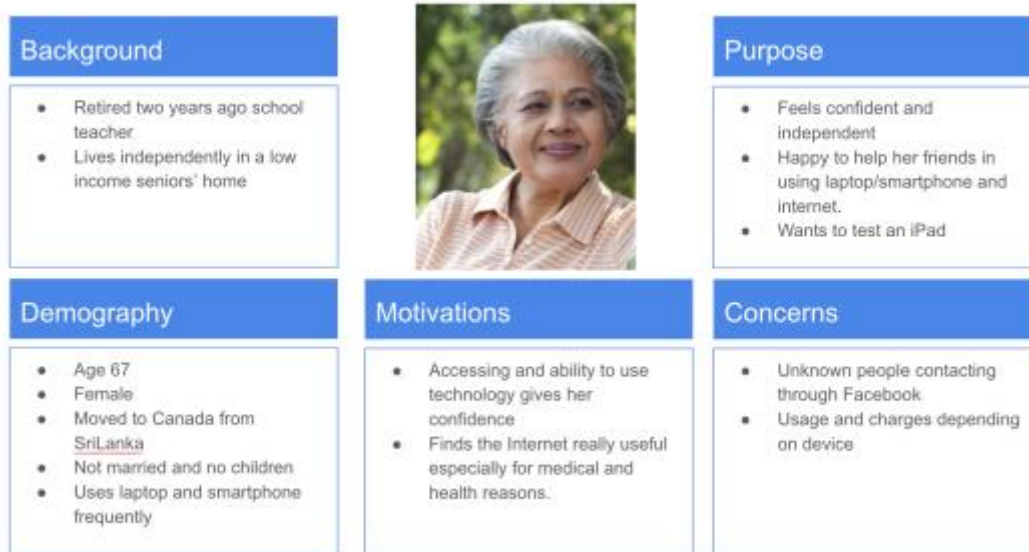 Background
● Retired two years ago school
teacher
● Lives independently in a low
income seniors' home
Purpose
● Feels confident and
independent
● Happy to help her friends in
using laptop/smartphone and
internet.
● Wants to test an iPad
Demography
● Age 67
● Female
● Moved to Canada from
SriLanka
● Not married and no children
● Uses laptop and smartphone
frequently
Motivations
● Accessing and ability to use
technology gives her
confidence
● Finds the Internet really useful
especially for medical and
health reasons.
Concerns
● Unknown people contacting
through Facebook
● Usage and charges depending
on device